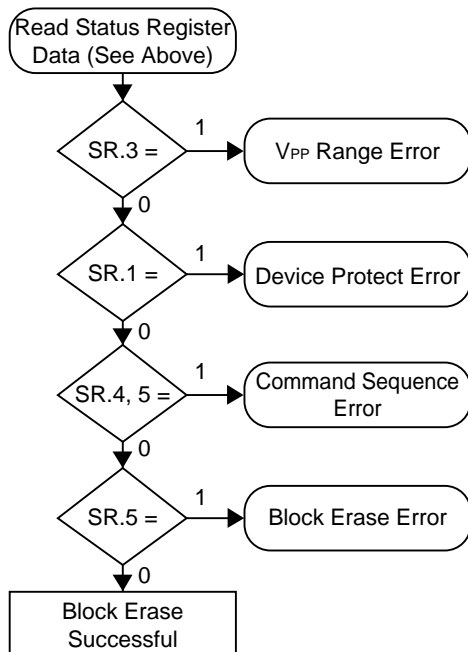 Read Status Register
Data (See Above)
SR.3 =
1
VPP Range Error
0
SR.1 =
1
Device Protect Error
0
SR.4, 5 =
1
Command Sequence
Error
0
SR.5 =
1
Block Erase Error
0
Block Erase
Successful